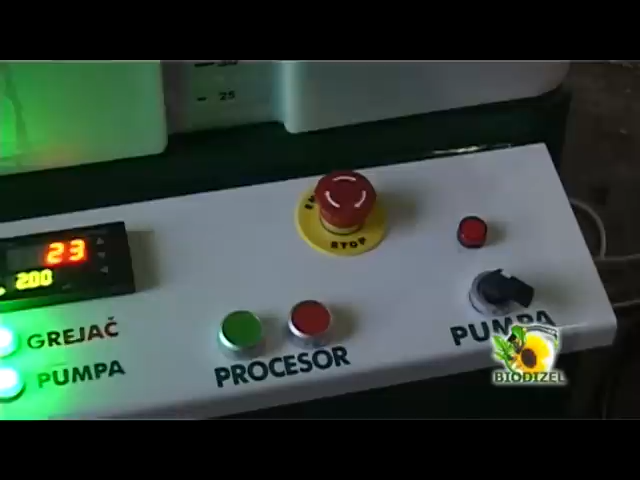 25
STOP
23
200
GREJAČ
PUMPA
PROCESOR
PUMPA
BIODIZEL